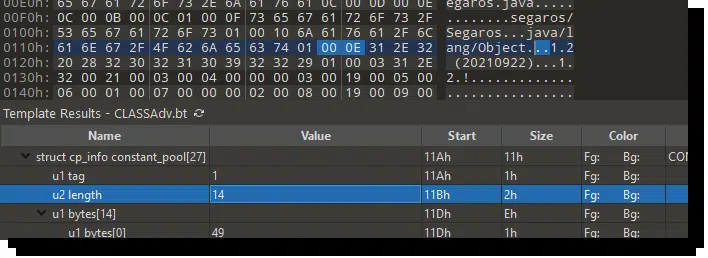 00E0h: 65 67 61 72 6F 73 2E 6A 61 76 61 0C 00 0D 00 0E egaros.java.....
00F0h: 0C 00 0B 00 0C 01 00 0F 73 65 67 61 72 6F 73 2F ........segaros/
0100h: 53 65 67 61 72 6F 73 01 00 10 6A 61 76 61 2F 6C Segaros...java/l
0110h: 61 6E 67 2F 4F 62 6A 65 63 74 01 00 0E 31 2E 32 ang/Object...1.2
0120h: 20 28 32 30 32 31 30 39 32 32 29 01 00 03 31 2E (20210922)...1.
0130h: 32 00 21 00 03 00 04 00 00 00 03 00 19 00 05 00 2.!.............
0140h: 06 00 01 00 07 00 00 00 02 00 08 00 19 00 09 00 ................
Template Results - CLASSAdv.bt
Name Value Start Size Color
struct cp_info constant_pool[27] 11Ah 11h Fg: Bg: CON
u1 tag 1 11Ah 1h Fg: Bg:
u2 length 14 11Bh 2h Fg: Bg:
u1 bytes[14] 11Dh Eh Fg: Bg:
u1 bytes[0] 49 11Dh 1h Fg: Bg: